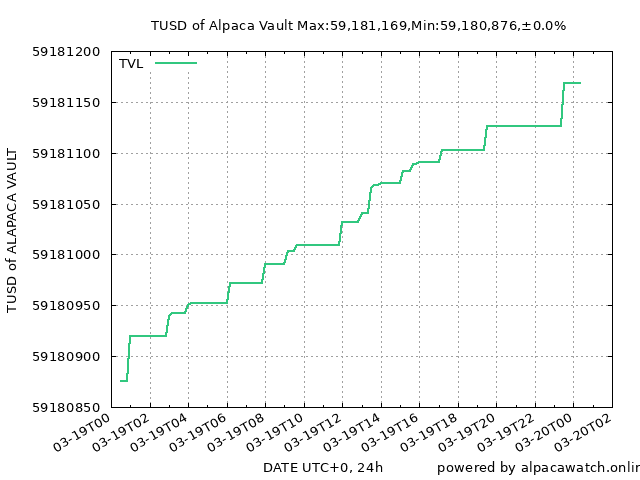 TUSD of Alpaca Vault Max:59,181,169,Min:59,180,876,±0.0%
TVL
59181200
59181150
59181100
59181050
59181000
59180950
59180900
59180850
TUSD of ALAPACA VAULT
03-19T00
03-19T02
03-19T04
03-19T06
03-19T08
03-19T10
03-19T12
03-19T14
03-19T16
03-19T18
03-19T20
03-19T22
03-20T00
03-20T02
DATE UTC+0, 24h
powered by alpacawatch.onlin